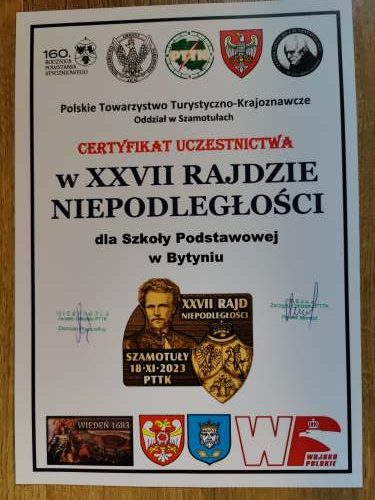 160.
ROCZNICA
POWSTANIA
STYCZNIOWEGO
PTTK
Polskie Towarzystwo Turystyczno-Krajoznawcze
Oddział w Szamotułach
CERTYFIKAT UCZESTNICTWA
w XXVII RAJDZIE
NIEPODLEGŁOŚCI
dla Szkoły Podstawowej
w Bytyniu
XXVII RAJD
NIEPODLEGŁOŚCI
SZAMOTUŁY
18·XI·2023
PTTK
WIEDEŃ 1683
WOJSKO
POLSKIE